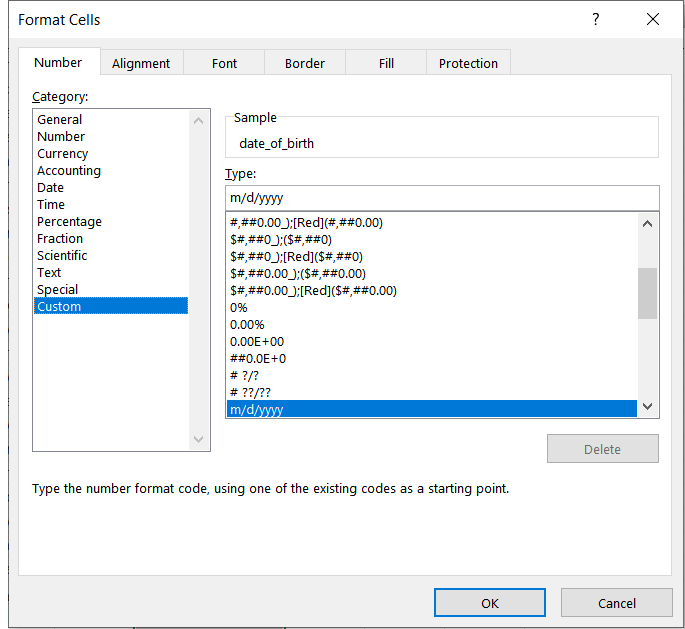 Format Cells
?
Number
Alignment
Font
Border
Fill
Protection
Category:
General
Number
Currency
Accounting
Date
Time
Percentage
Fraction
Scientific
Text
Special
Custom
Sample
date_of_birth
Type:
m/d/yyyy
#,##0.00_);[Red](#,##0.00)
$#,##0_);($#,##0)
$#,##0_);[Red]($#,##0)
$#,##0.00_);($#,##0.00)
$#,##0.00_);[Red]($#,##0.00)
0%
0.00%
0.00E+00
##0.0E+0
# ?/?
# ??/??
m/d/yyyy
Delete
Type the number format code, using one of the existing codes as a starting point.
OK
Cancel